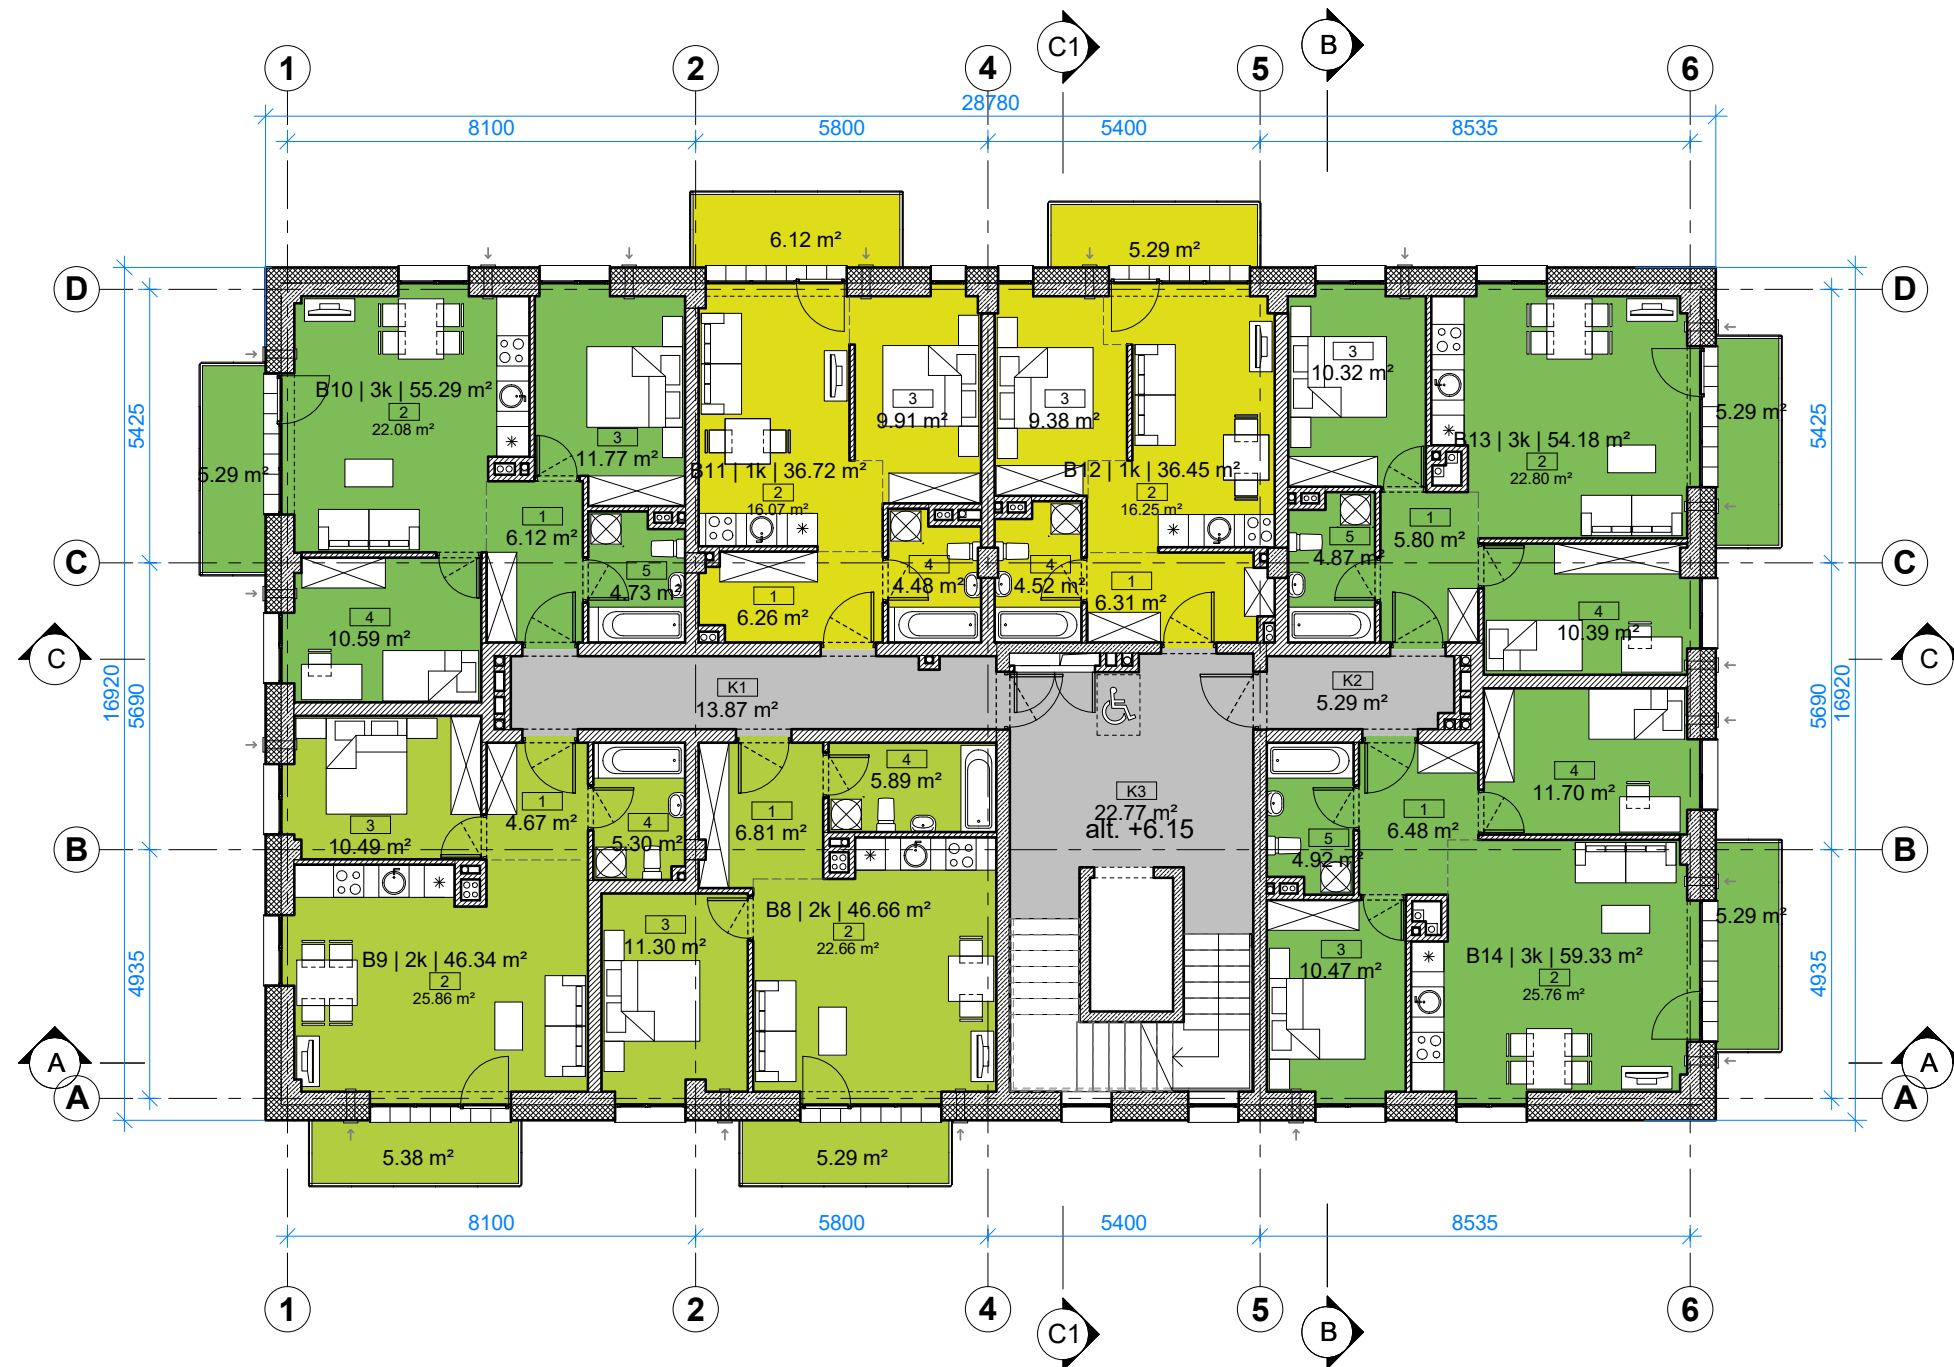 C1
B
1
2
4
5
6
28780
8100
5800
5400
8535
6.12 m²
5.29 m²
D
D
B10 | 3k | 55.29 m²
2
22.08 m²
3
11.77 m²
5.29 m²
5425
16920
5690
4935
1
6.12 m²
5
4.73 m²
4
10.59 m²
B11 | 1k | 36.72 m²
2
16.07 m²
3
9.91 m²
1
6.26 m²
4
4.48 m²
3
9.38 m²
B12 | 1k | 36.45 m²
2
16.25 m²
4
4.52 m²
1
6.31 m²
3
10.32 m²
B13 | 3k | 54.18 m²
2
22.80 m²
5.29 m²
5
4.87 m²
1
5.80 m²
4
10.39 m²
5425
5690
16920
4935
C
C
C
C
K1
13.87 m²
K2
5.29 m²
K3
22.77 m²
alt. +6.15
3
10.49 m²
1
4.67 m²
4
5.30 m²
B9 | 2k | 46.34 m²
2
25.86 m²
1
6.81 m²
4
5.89 m²
3
11.30 m²
B8 | 2k | 46.66 m²
2
22.66 m²
4
11.70 m²
1
6.48 m²
5
4.92 m²
3
10.47 m²
B14 | 3k | 59.33 m²
2
25.76 m²
5.29 m²
B
B
A
A
A
A
5.38 m²
5.29 m²
8100
5800
5400
8535
1
2
4
5
6
C1
B